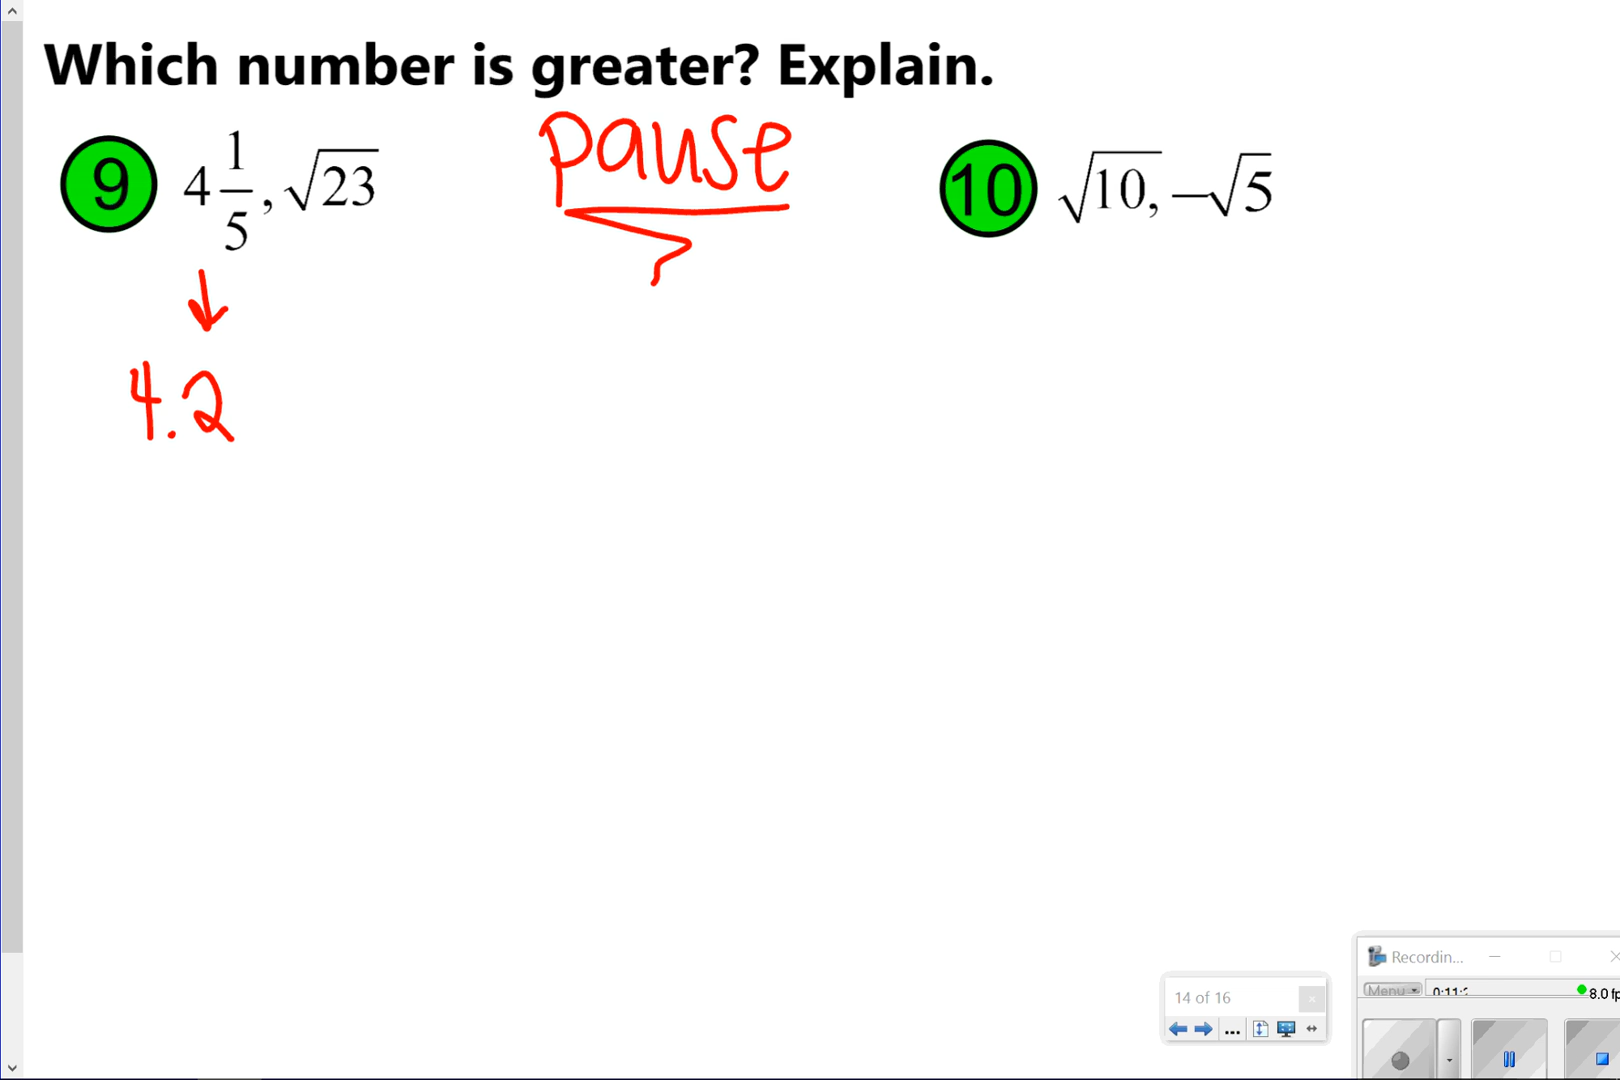 Which number is greater? Explain.
pause
9 4 1/5, √23
10 √10, −√5
4.2
14 of 16
Recordin...
Menu
8.0 fp